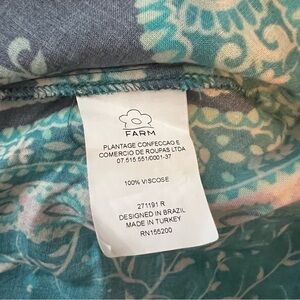 FARM
PLANTAGE CONFECCAO E
COMERCIO DE ROUPAS LTDA
07.515.551/0001-37
100% VISCOSE
271191 R
DESIGNED IN BRAZIL
MADE IN TURKEY
RN155200